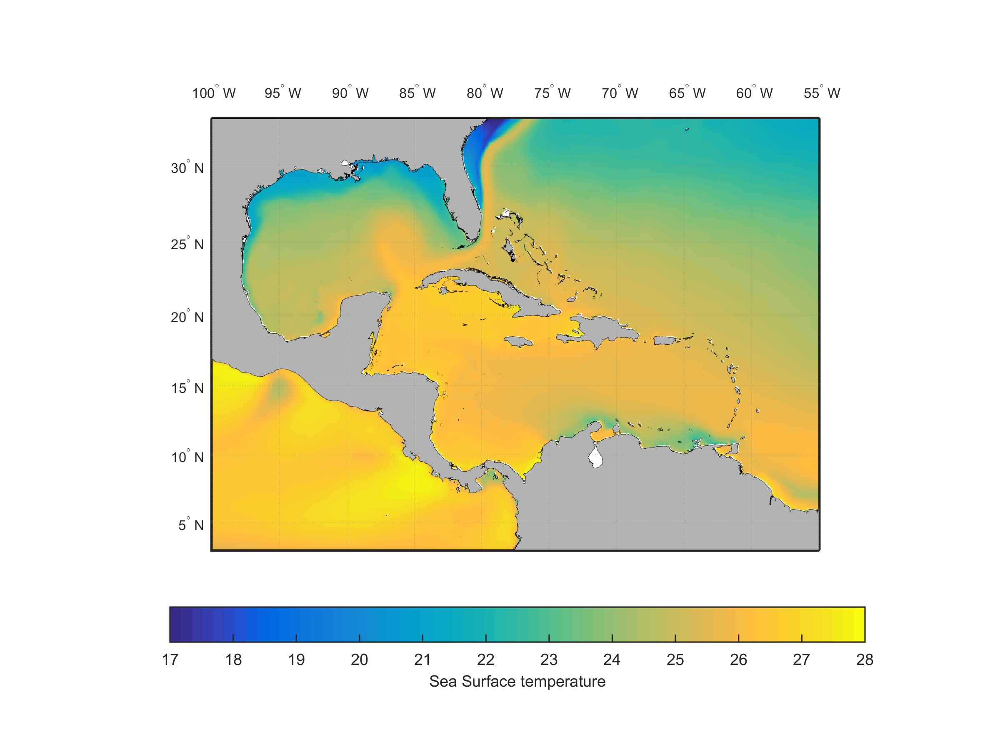 100° W 95° W 90° W 85° W 80° W 75° W 70° W 65° W 60° W 55° W
30° N
25° N
20° N
15° N
10° N
5° N
17 18 19 20 21 22 23 24 25 26 27 28
Sea Surface temperature